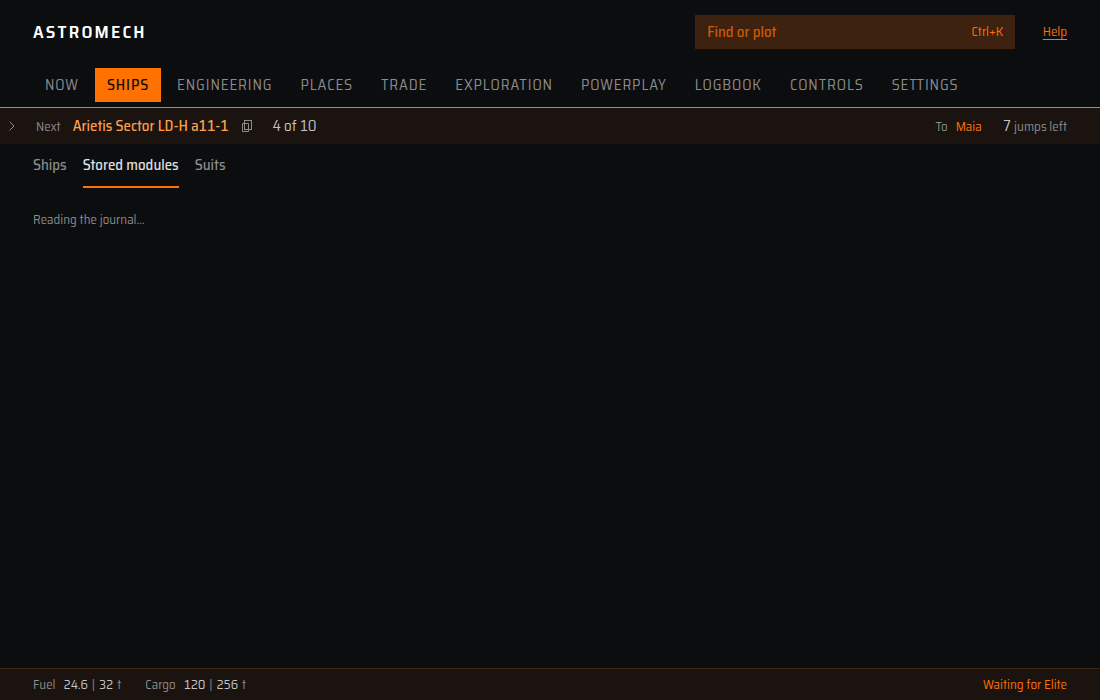 ASTROMECH
Find or plot Ctrl+K Help
NOW SHIPS ENGINEERING PLACES TRADE EXPLORATION POWERPLAY LOGBOOK CONTROLS SETTINGS
Next Arietis Sector LD-H a11-1 4 of 10 To Maia 7 jumps left
Ships Stored modules Suits
Reading the journal...
Fuel 24.6 | 32 t Cargo 120 | 256 t Waiting for Elite